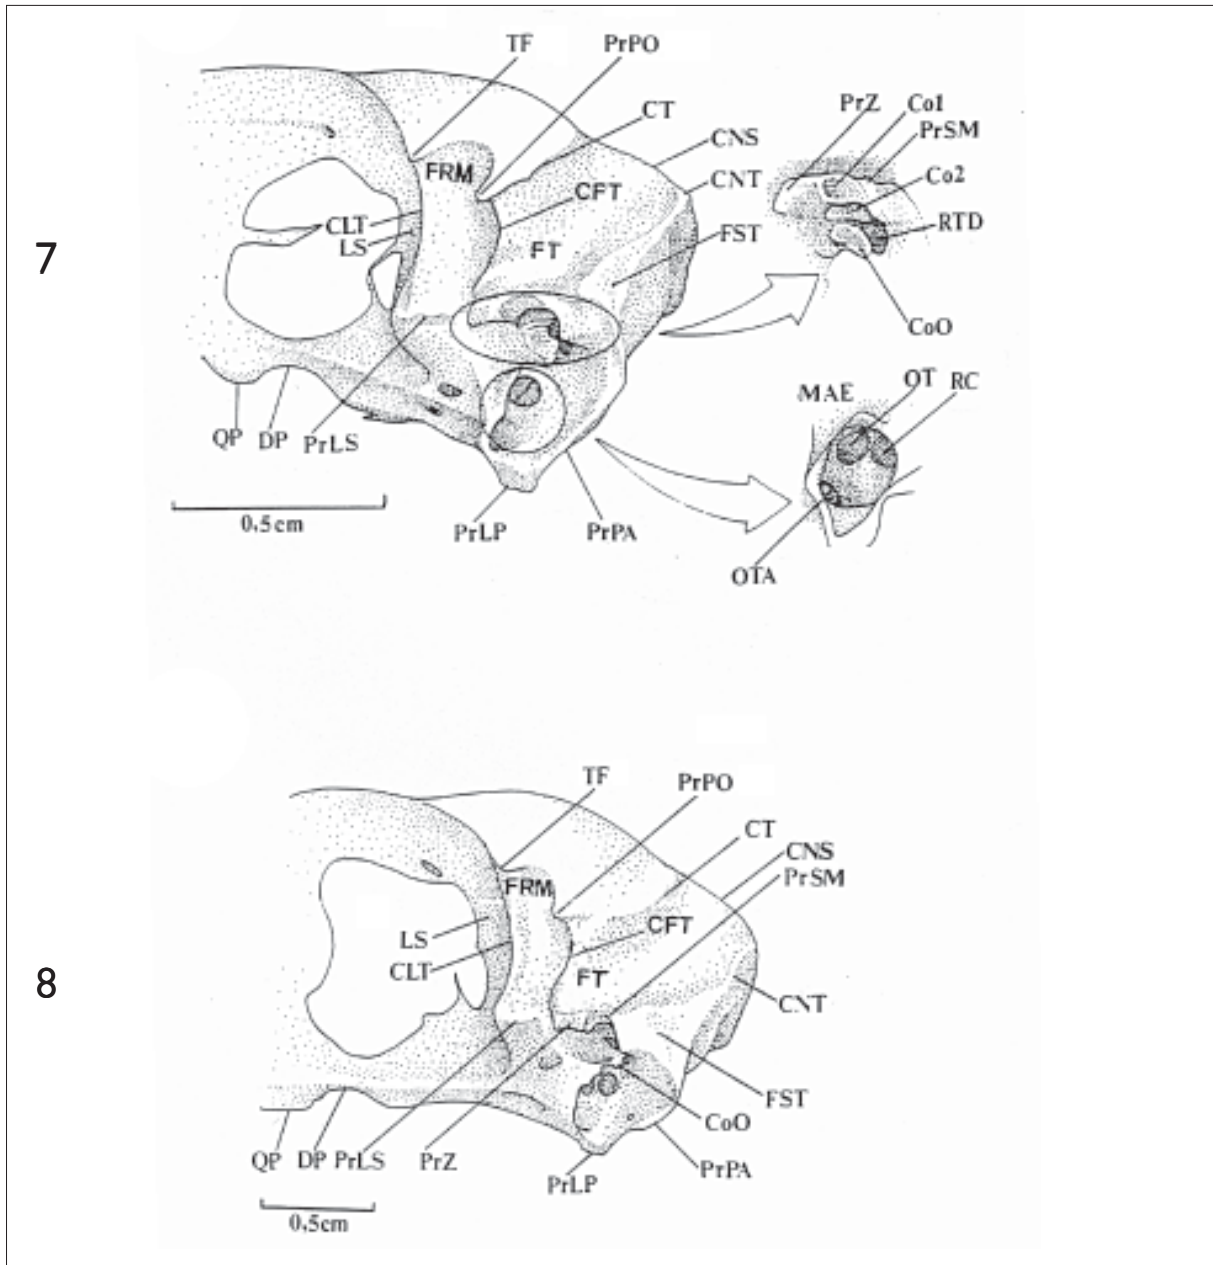 7
TF
PrPO
CT
CNS
CNT
FRM
CFT
CLT
LS
FT
FST
PrZ
Co1
PrSM
Co2
RTD
CoO
QP
DP
PrLS
0,5cm
PrLP
PrPA
MAE
OT
RC
OTA
8
TF
PrPO
CT
CNS
PrSM
FRM
CFT
LS
CLT
FT
CNT
FST
CoO
QP
DP
PrLS
PrZ
PrLP
PrPA
0,5cm